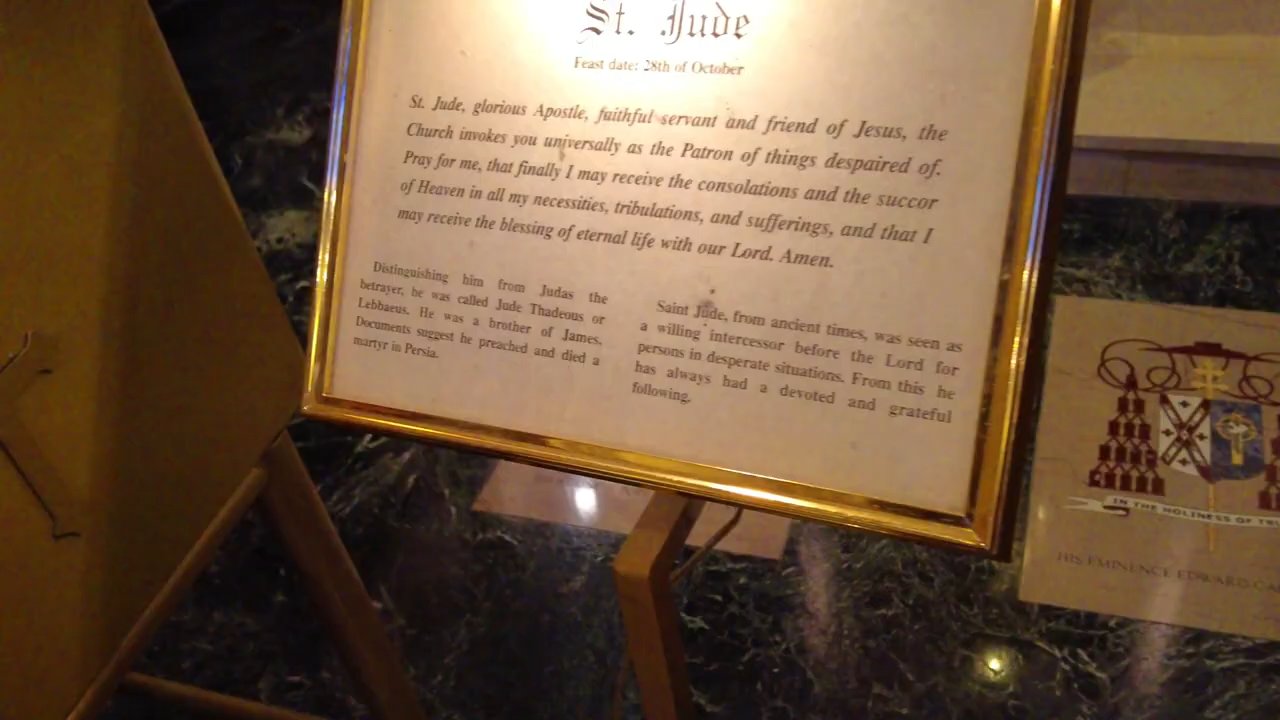 St. Jude
Feast date: 28th of October
St. Jude, glorious Apostle, faithful servant and friend of Jesus, the
Church invokes you universally as the Patron of things despaired of.
Pray for me, that finally I may receive the consolations and the succor
of Heaven in all my necessities, tribulations, and sufferings, and that I
may receive the blessing of eternal life with our Lord. Amen.
Distinguishing him from Judas the
betrayer, he was called Jude Thadeous or
Lebbaeus. He was a brother of James.
Documents suggest he preached and died a
martyr in Persia.
Saint Jude, from ancient times, was seen as
a willing intercessor before the Lord for
persons in desperate situations. From this he
has always had a devoted and grateful
following.
IN THE HOLINESS OF
HIS EMINENCE EDWARD